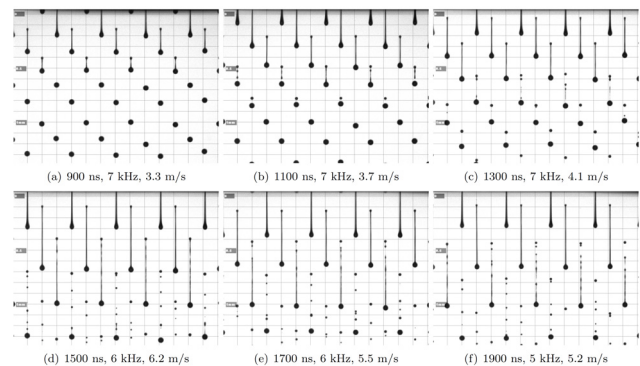 (a) 900 ns, 7 kHz, 3.3 m/s
(b) 1100 ns, 7 kHz, 3.7 m/s
(c) 1300 ns, 7 kHz, 4.1 m/s
(d) 1500 ns, 6 kHz, 6.2 m/s
(e) 1700 ns, 6 kHz, 5.5 m/s
(f) 1900 ns, 5 kHz, 5.2 m/s